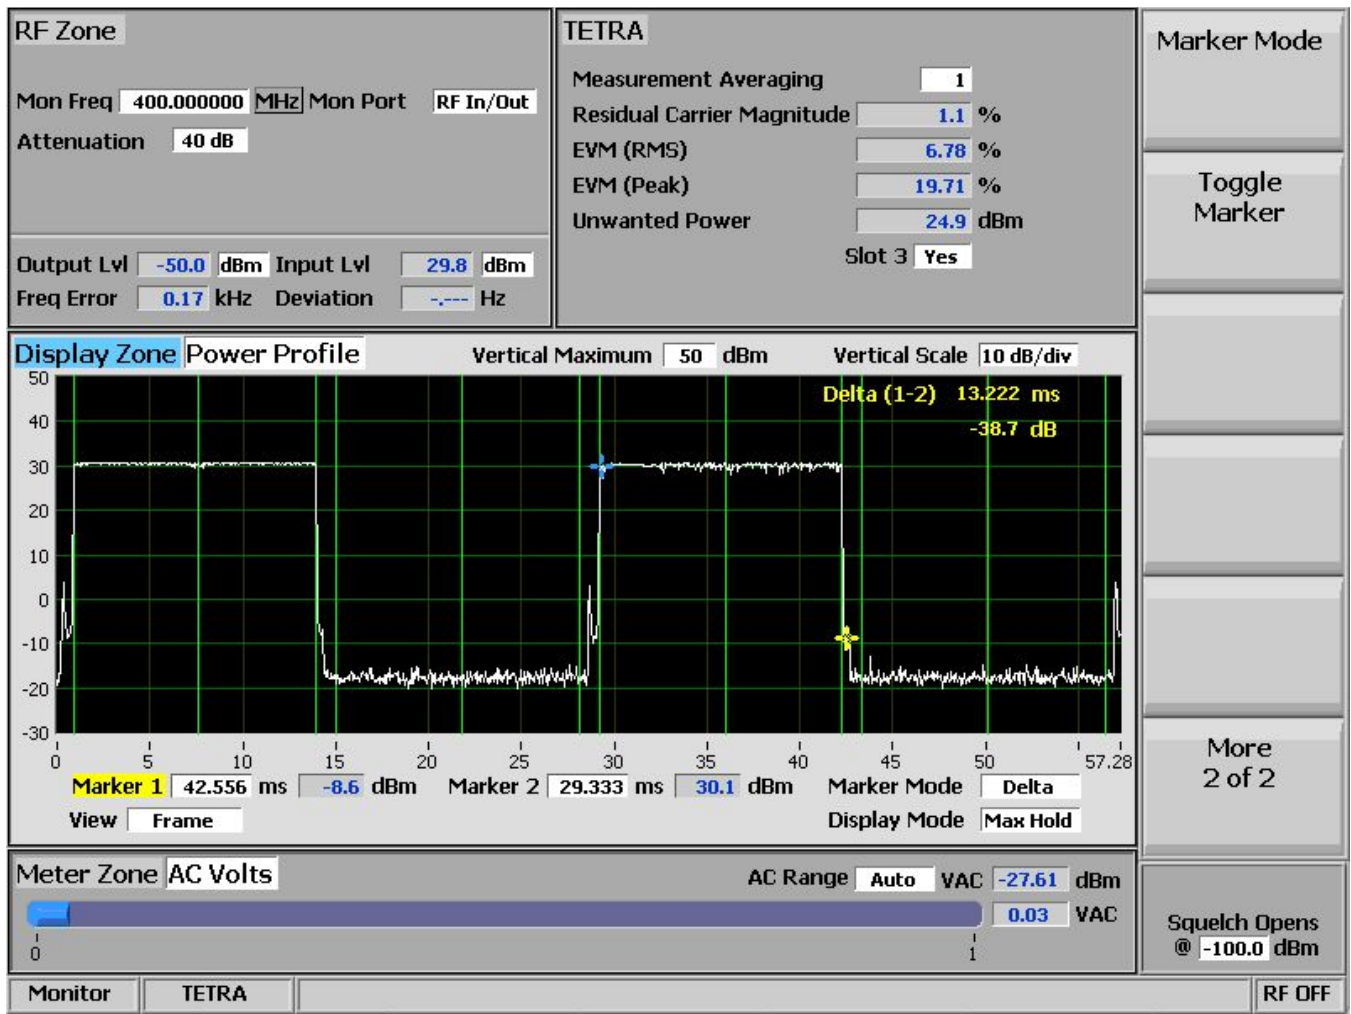 RF Zone
Mon Freq 400.000000 MHz Mon Port RF In/Out
Attenuation 40 dB
Output Lvl -50.0 dBm Input Lvl 29.8 dBm
Freq Error 0.17 kHz Deviation -.--- Hz
TETRA
Measurement Averaging 1
Residual Carrier Magnitude 1.1 %
EVM (RMS) 6.78 %
EVM (Peak) 19.71 %
Unwanted Power 24.9 dBm
Slot 3 Yes
Display Zone Power Profile Vertical Maximum 50 dBm Vertical Scale 10 dB/div
Delta (1-2) 13.222 ms
-38.7 dB
50
40
30
20
10
0
-10
-20
-30
0 5 10 15 20 25 30 35 40 45 50 57.28
Marker 1 42.556 ms -8.6 dBm Marker 2 29.333 ms 30.1 dBm Marker Mode Delta
View Frame Display Mode Max Hold
Meter Zone AC Volts
AC Range Auto VAC -27.61 dBm
0.03 VAC
0 1
Monitor TETRA RF OFF
Marker Mode
Toggle
Marker
More
2 of 2
Squelch Opens
@ -100.0 dBm